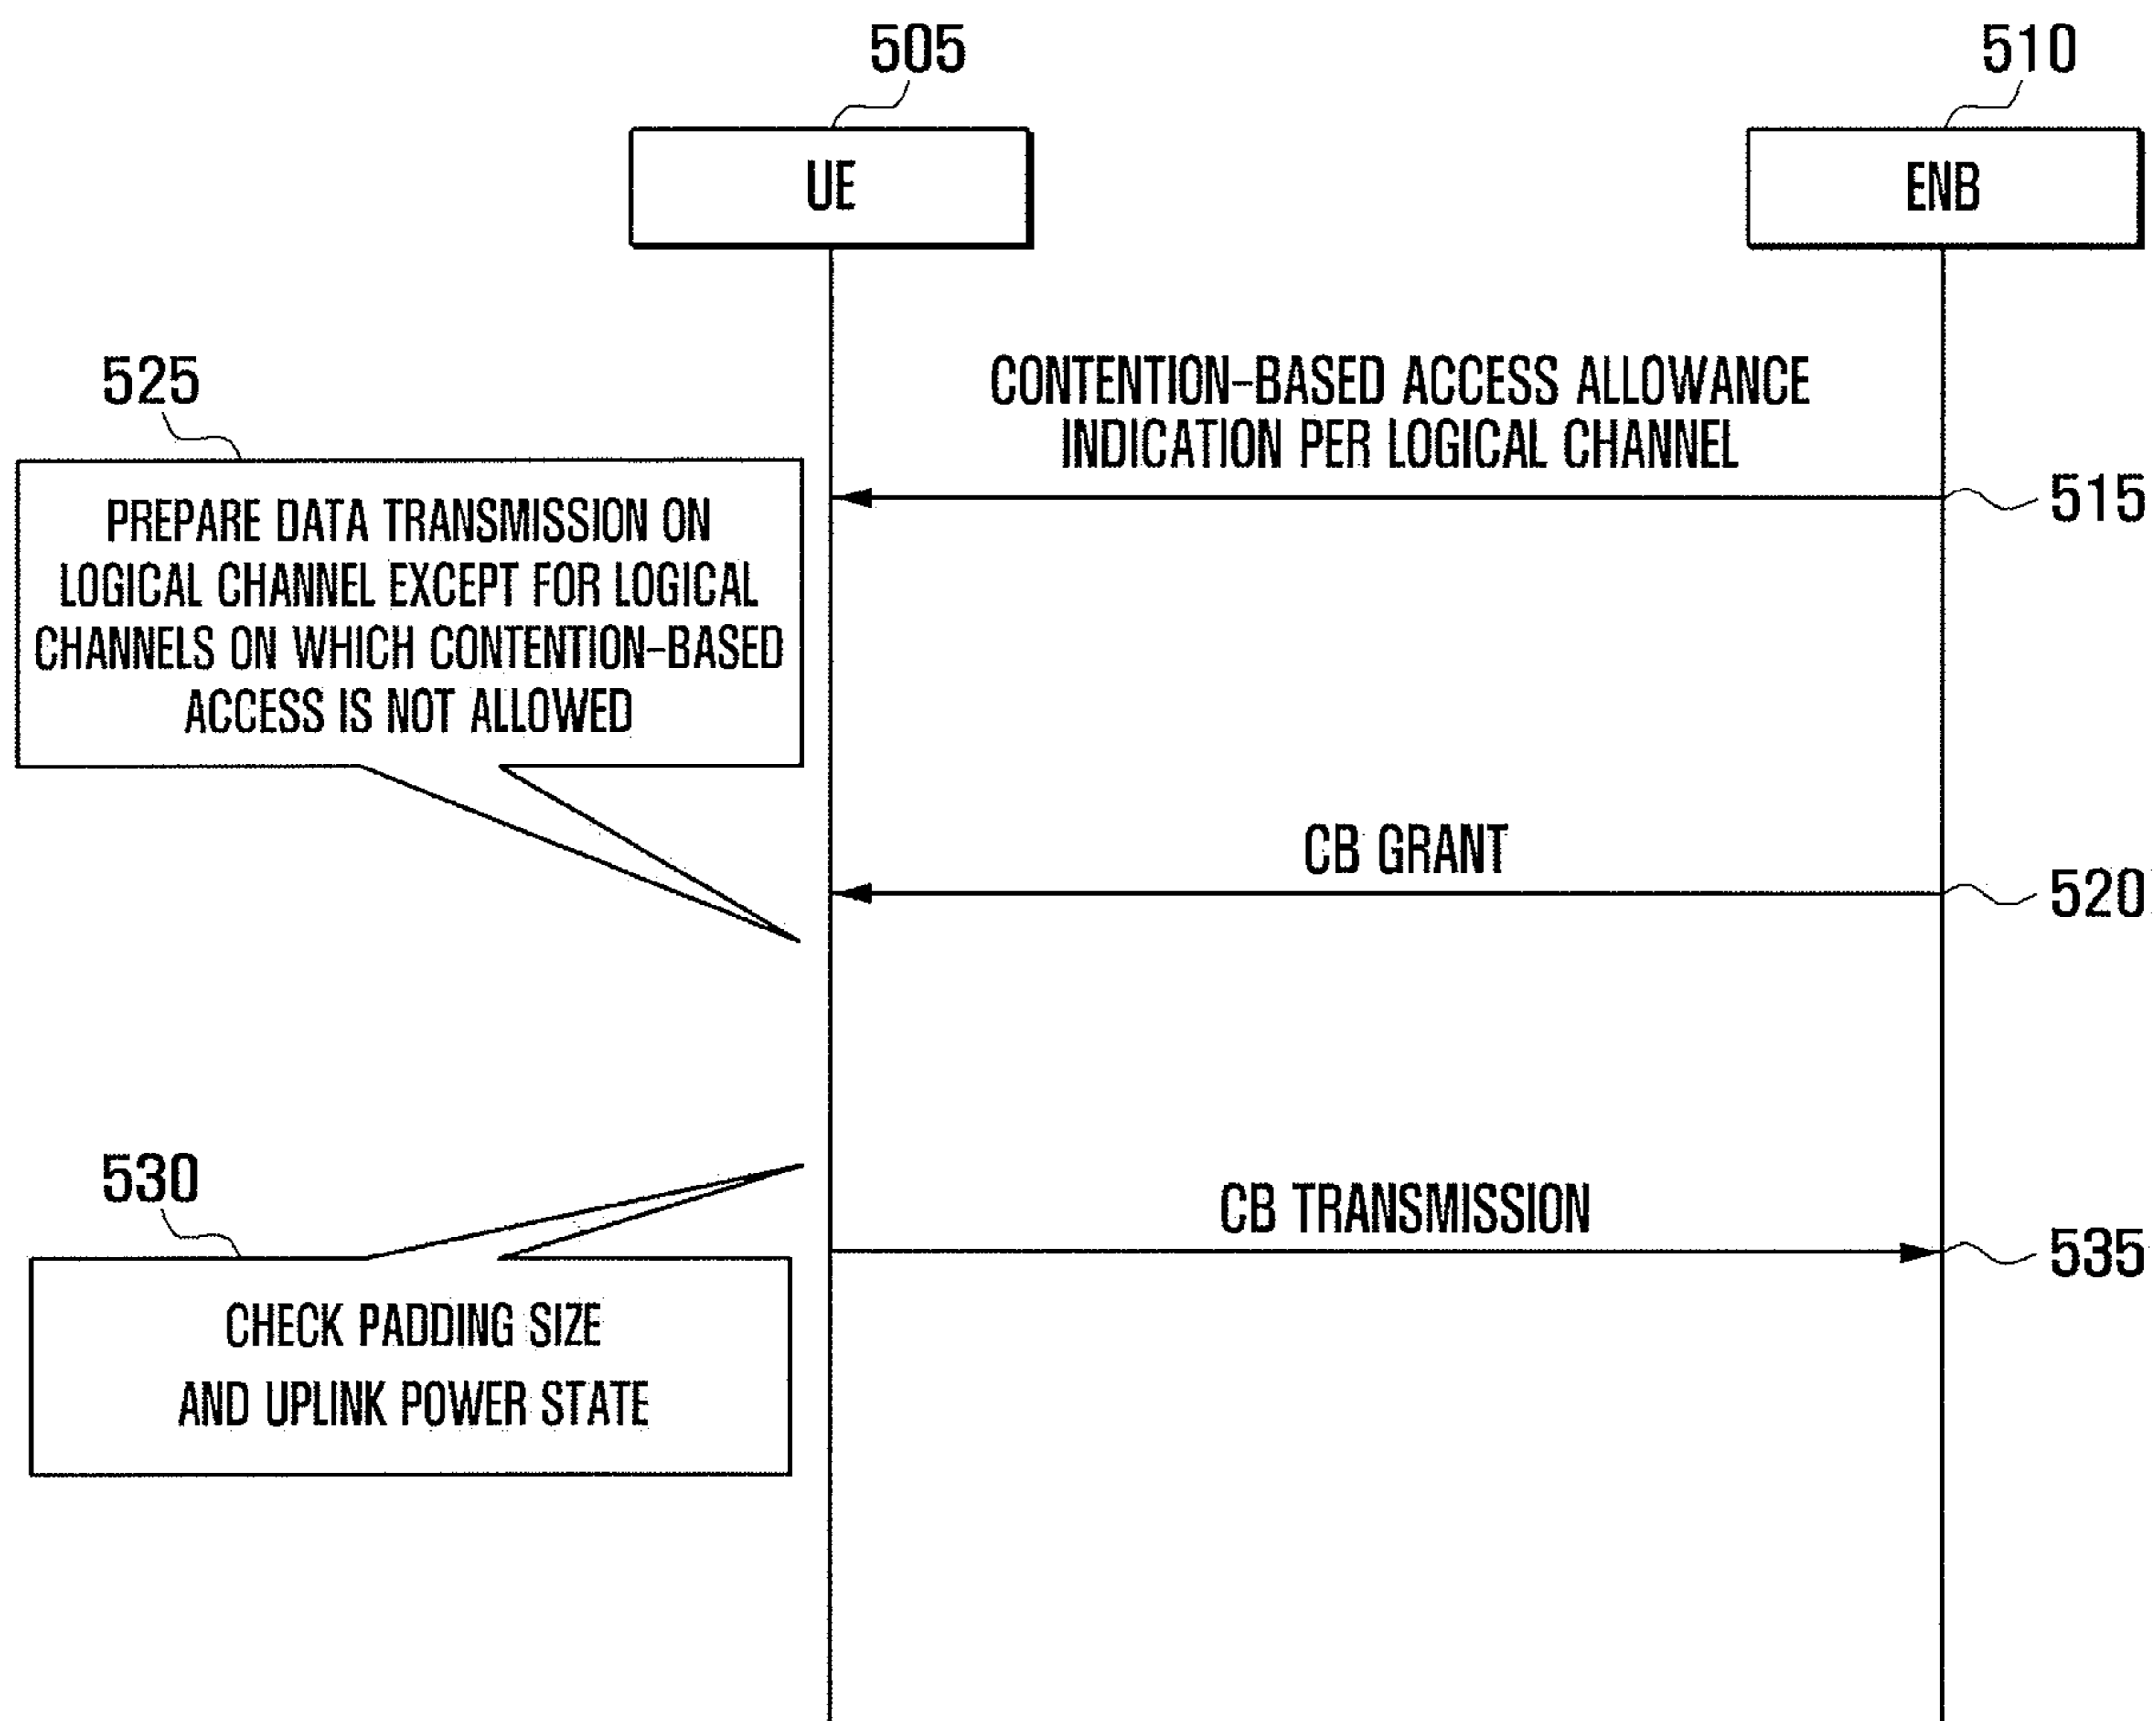 505
510
UE
ENB
CONTENTION-BASED ACCESS ALLOWANCE
INDICATION PER LOGICAL CHANNEL
515
525
PREPARE DATA TRANSMISSION ON
LOGICAL CHANNEL EXCEPT FOR LOGICAL
CHANNELS ON WHICH CONTENTION-BASED
ACCESS IS NOT ALLOWED
CB GRANT
520
530
CB TRANSMISSION
535
CHECK PADDING SIZE
AND UPLINK POWER STATE